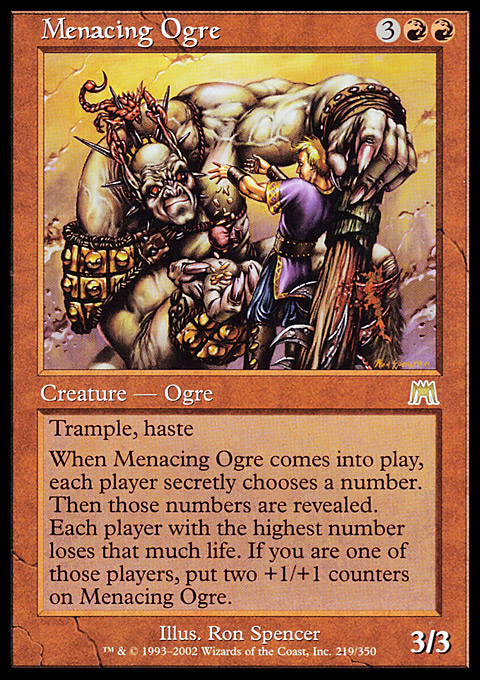 Menacing Ogre 3
Creature — Ogre
Trample, haste
When Menacing Ogre comes into play,
each player secretly chooses a number.
Then those numbers are revealed.
Each player with the highest number
loses that much life. If you are one of
those players, put two +1/+1 counters
on Menacing Ogre.
Illus. Ron Spencer
™ & © 1993–2002 Wizards of the Coast, Inc. 219/350
3/3